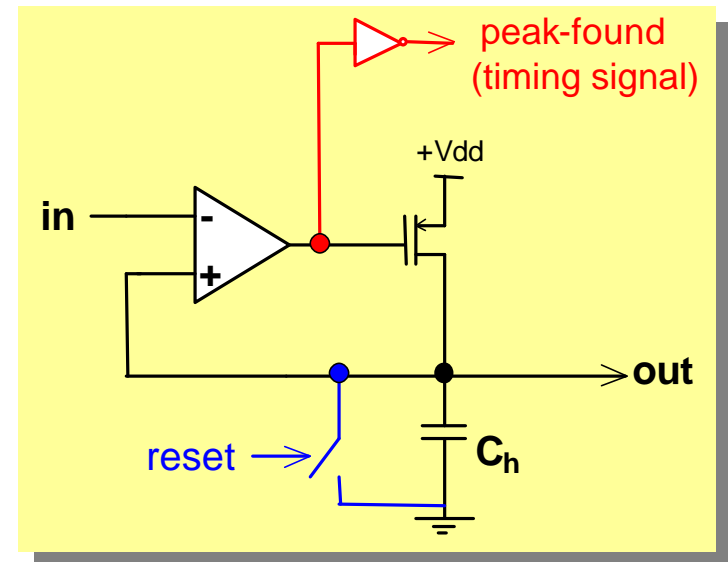 peak-found
(timing signal)
+Vdd
in
-
+
out
reset
Ch